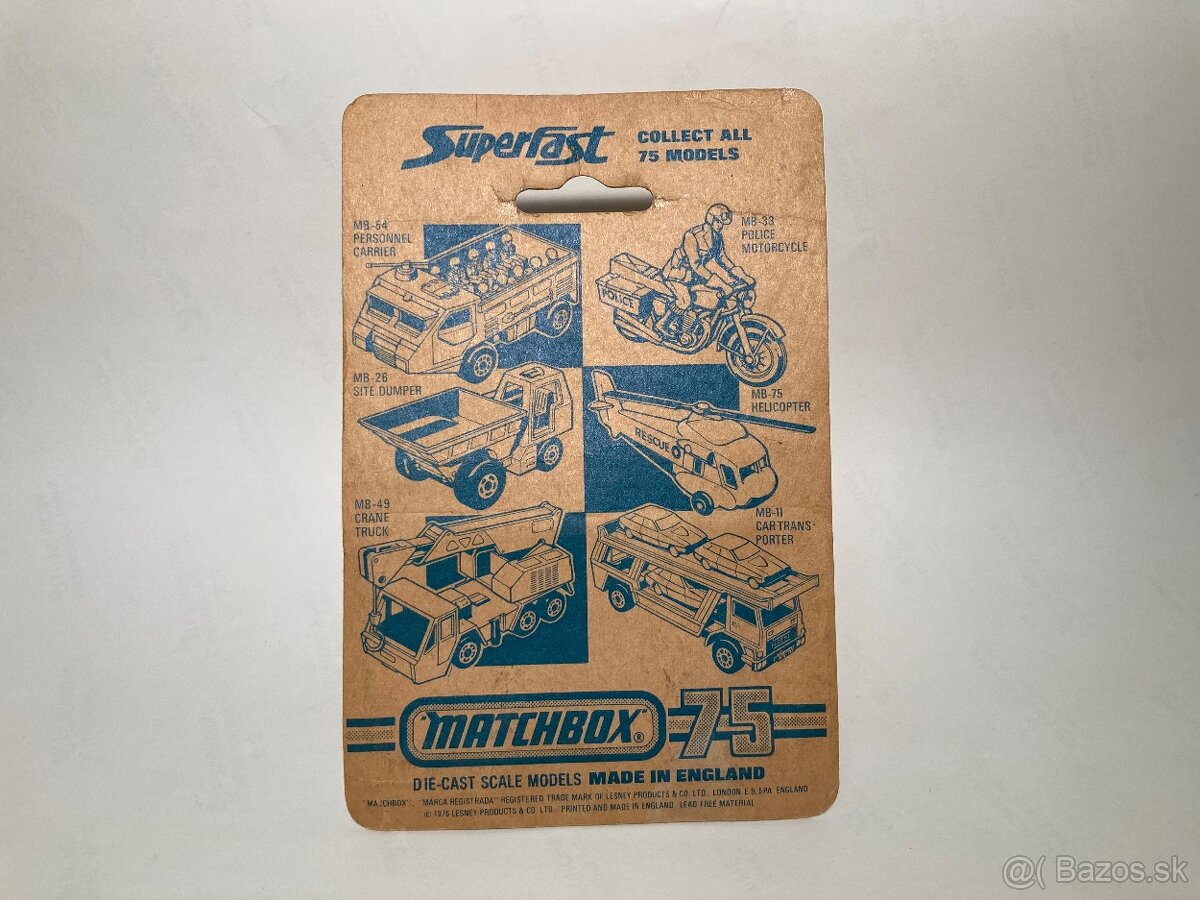 Superfast
COLLECT ALL
75 MODELS
MB-54
PERSONNEL
CARRIER
MB-33
POLICE
MOTORCYCLE
POLICE
MB-26
SITE DUMPER
MB-75
HELICOPTER
RESCUE
MB-49
CRANE
TRUCK
MB-11
CAR TRANS-
PORTER
"MATCHBOX"® 75
DIE-CAST SCALE MODELS MADE IN ENGLAND
"MATCHBOX", "MARCA REGISTRADA" REGISTERED TRADE MARK OF LESNEY PRODUCTS & CO. LTD., LONDON E.9. 5PA ENGLAND
© 1976 LESNEY PRODUCTS & CO. LTD. PRINTED AND MADE IN ENGLAND LEAD FREE MATERIAL
@( Bazos.sk